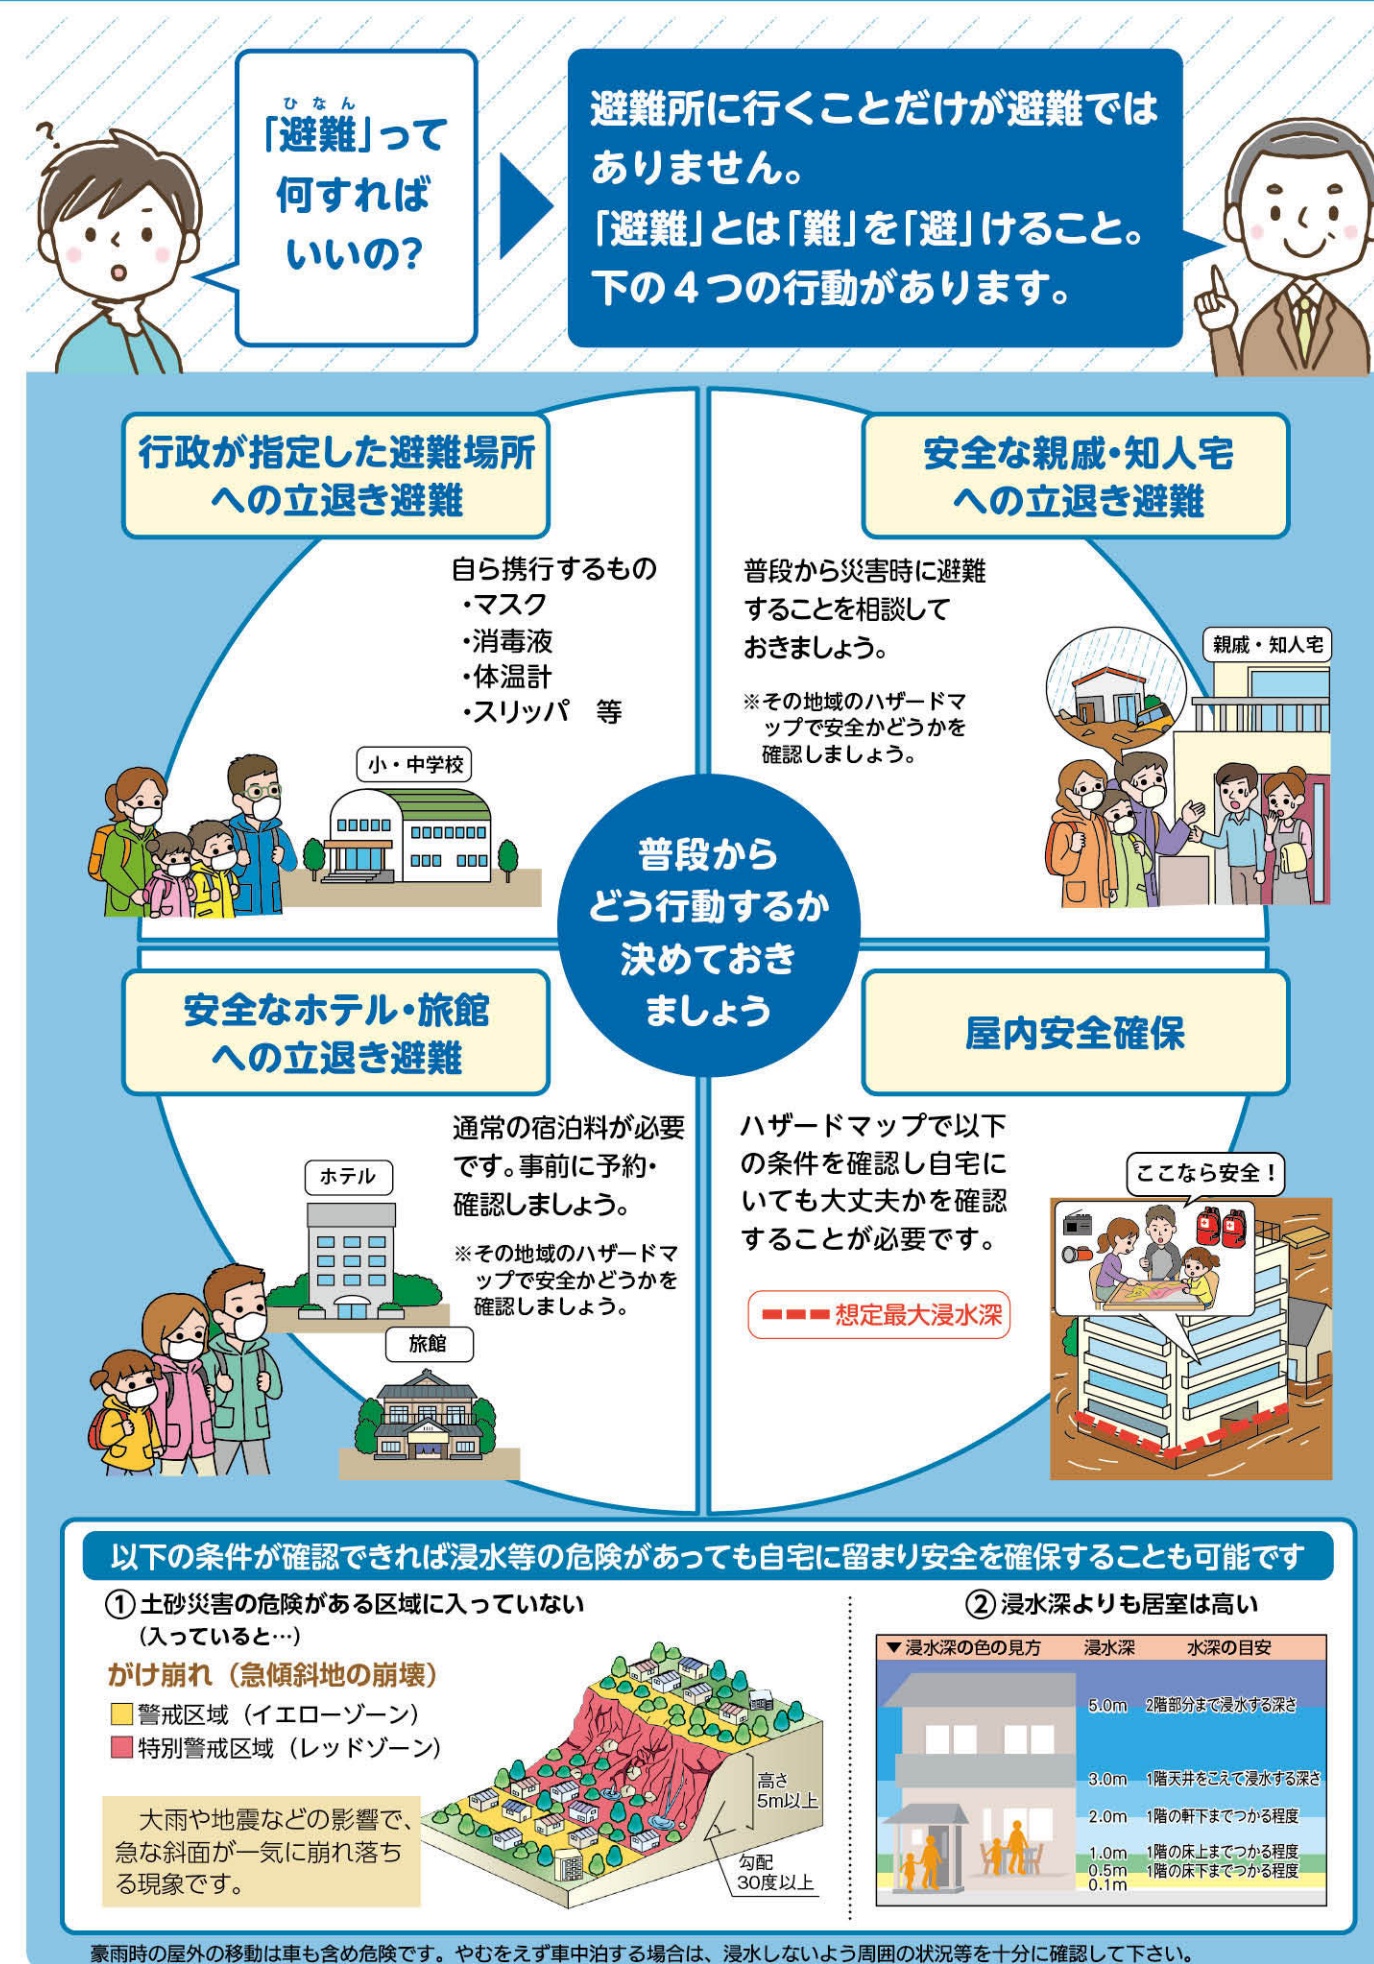 ひなん
「避難」って
何すれば
いいの?
避難所に行くことだけが避難では
ありません。
「避難」とは「難」を「避」けること。
下の4つの行動があります。
行政が指定した避難場所
への立退き避難
自ら携行するもの
・マスク
・消毒液
・体温計
・スリッパ 等
小・中学校
安全な親戚・知人宅
への立退き避難
普段から災害時に避難
することを相談して
おきましょう。
※その地域のハザードマ
ップで安全かどうかを
確認しましょう。
親戚・知人宅
普段から
どう行動するか
決めておき
ましょう
安全なホテル・旅館
への立退き避難
通常の宿泊料が必要
です。事前に予約・
確認しましょう。
※その地域のハザードマ
ップで安全かどうかを
確認しましょう。
ホテル
旅館
屋内安全確保
ハザードマップで以下
の条件を確認し自宅に
いても大丈夫かを確認
することが必要です。
想定最大浸水深
ここなら安全!
以下の条件が確認できれば浸水等の危険があっても自宅に留まり安全を確保することも可能です
①土砂災害の危険がある区域に入っていない
(入っていると…)
がけ崩れ(急傾斜地の崩壊)
警戒区域(イエローゾーン)
特別警戒区域(レッドゾーン)
大雨や地震などの影響で、
急な斜面が一気に崩れ落ち
る現象です。
高さ
5m以上
勾配
30度以上
②浸水深よりも居室は高い
▼浸水深の色の見方 浸水深 水深の目安
5.0m 2階部分まで浸水する深さ
3.0m 1階天井をこえて浸水する深さ
2.0m 1階の軒下までつかる程度
1.0m 1階の床上までつかる程度
0.5m 1階の床下までつかる程度
0.1m
豪雨時の屋外の移動は車も含め危険です。やむをえず車中泊する場合は、浸水しないよう周囲の状況等を十分に確認して下さい。